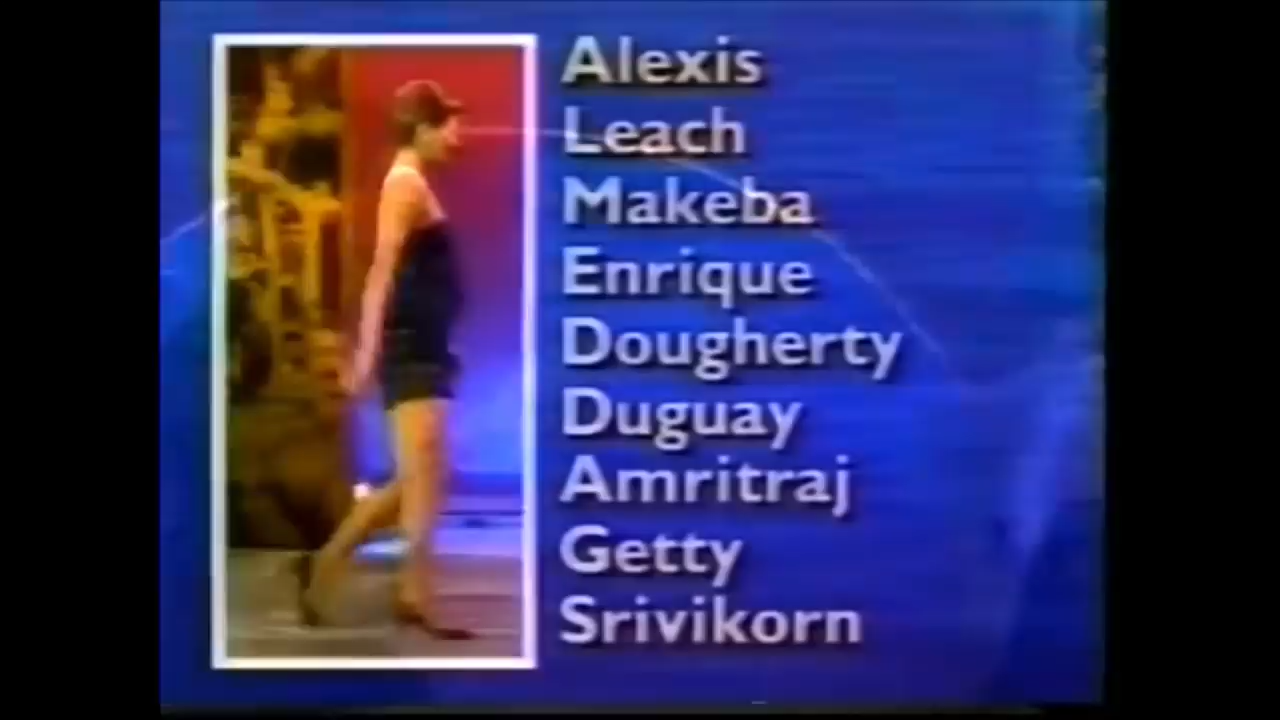 Alexis
Leach
Makeba
Enrique
Dougherty
Duguay
Amritraj
Getty
Srivikorn